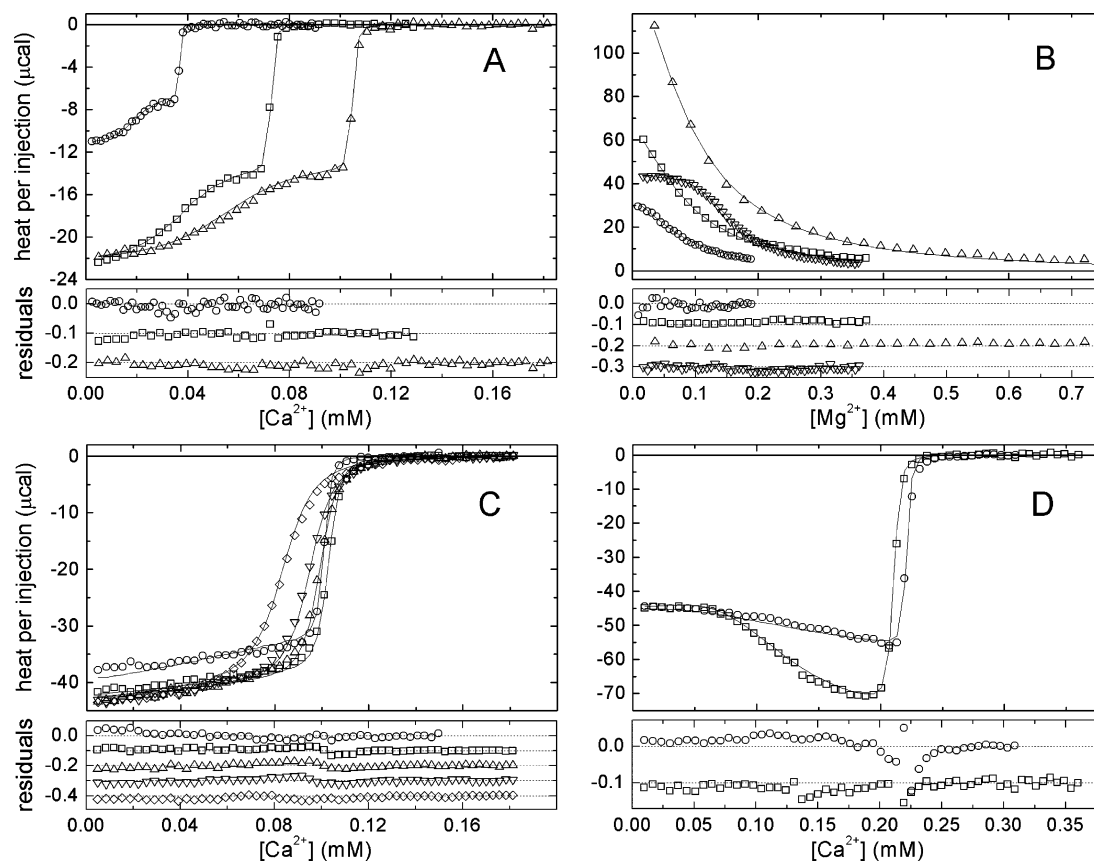 A
heat per injection (μcal)
0
-4
-8
-12
-16
-20
-24
residuals
0.0
-0.1
-0.2
0.00 0.04 0.08 0.12 0.16
[Ca²⁺] (mM)
B
100
80
60
40
20
0
0.0
-0.1
-0.2
-0.3
0.0 0.1 0.2 0.3 0.4 0.5 0.6 0.7
[Mg²⁺] (mM)
C
heat per injection (μcal)
0
-10
-20
-30
-40
residuals
0.0
-0.2
-0.4
0.00 0.04 0.08 0.12 0.16
[Ca²⁺] (mM)
D
0
-10
-20
-30
-40
-50
-60
-70
0.0
-0.1
0.00 0.05 0.10 0.15 0.20 0.25 0.30 0.35
[Ca²⁺] (mM)